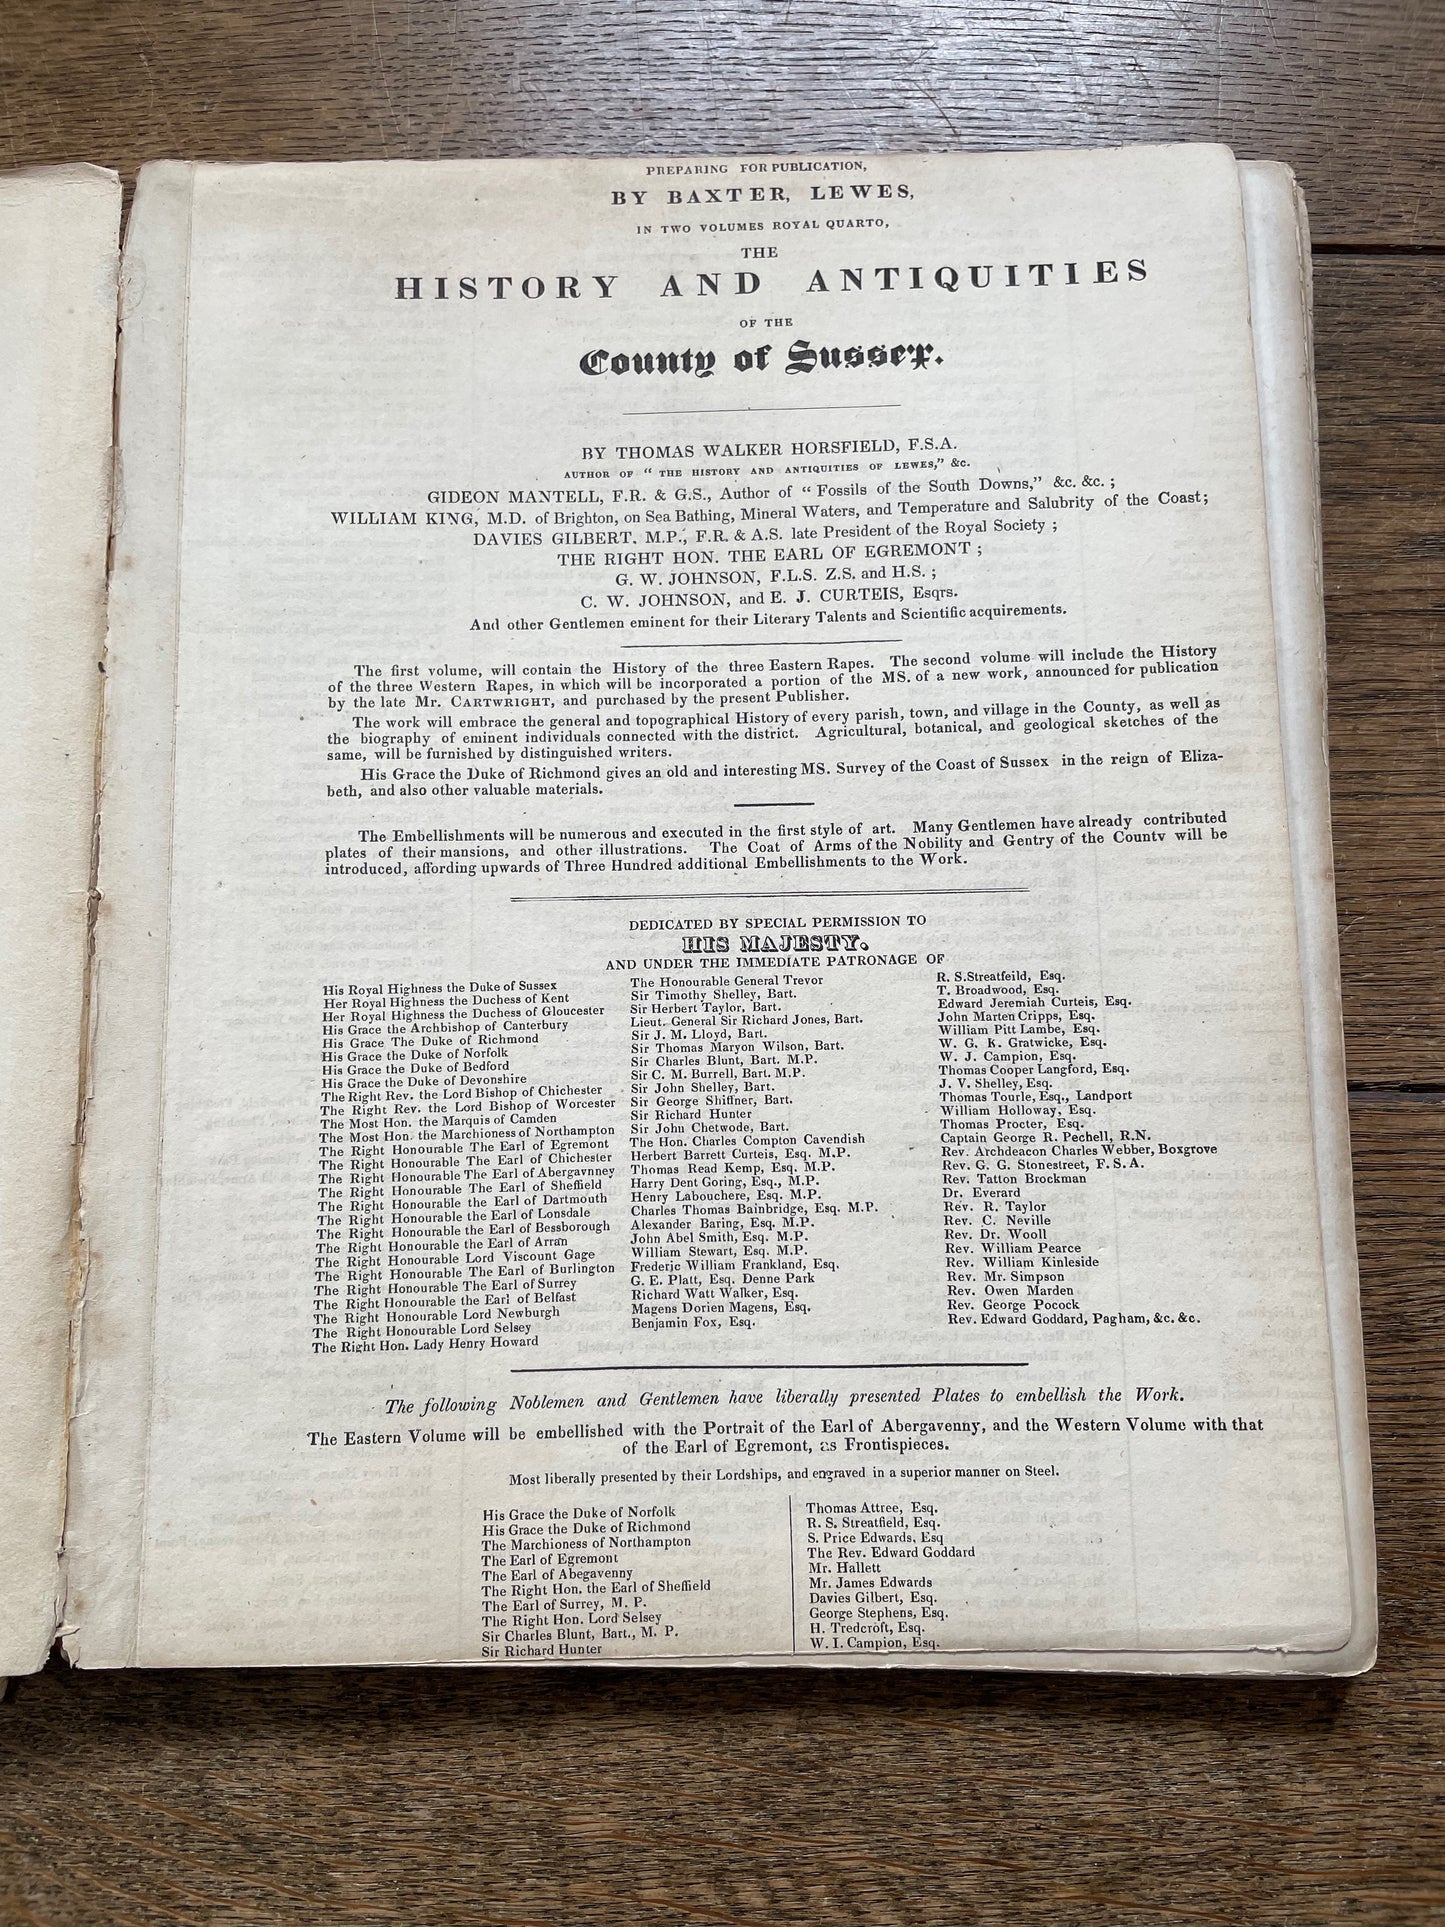 PREPARING FOR PUBLICATION,
BY BAXTER, LEWES,
IN TWO VOLUMES ROYAL QUARTO,
THE
HISTORY AND ANTIQUITIES
OF THE
County of Sussex.
BY THOMAS WALKER HORSFIELD, F.S.A.
AUTHOR OF "THE HISTORY AND ANTIQUITIES OF LEWES," &c.
GIDEON MANTELL, F.R. & G.S., Author of "Fossils of the South Downs," &c. &c. ;
WILLIAM KING, M.D. of Brighton, on Sea Bathing, Mineral Waters, and Temperature and Salubrity of the Coast;
DAVIES GILBERT, M.P., F.R. & A.S. late President of the Royal Society ;
THE RIGHT HON. THE EARL OF EGREMONT ;
G. W. JOHNSON, F.L.S. Z.S. and H.S. ;
C. W. JOHNSON, and E. J. CURTEIS, Esqrs.
And other Gentlemen eminent for their Literary Talents and Scientific acquirements.
The first volume, will contain the History of the three Eastern Rapes. The second volume will include the History
of the three Western Rapes, in which will be incorporated a portion of the MS. of a new work, announced for publication
by the late Mr. CARTWRIGHT, and purchased by the present Publisher.
The work will embrace the general and topographical History of every parish, town, and village in the County, as well as
the biography of eminent individuals connected with the district. Agricultural, botanical, and geological sketches of the
same, will be furnished by distinguished writers.
His Grace the Duke of Richmond gives an old and interesting MS. Survey of the Coast of Sussex in the reign of Eliza-
beth, and also other valuable materials.
The Embellishments will be numerous and executed in the first style of art. Many Gentlemen have already contributed
plates of their mansions, and other illustrations. The Coat of Arms of the Nobility and Gentry of the County will be
introduced, affording upwards of Three Hundred additional Embellishments to the Work.
DEDICATED BY SPECIAL PERMISSION TO
HIS MAJESTY.
AND UNDER THE IMMEDIATE PATRONAGE OF
His Royal Highness the Duke of Sussex
Her Royal Highness the Duchess of Kent
Her Royal Highness the Duchess of Gloucester
His Grace the Archbishop of Canterbury
His Grace The Duke of Richmond
His Grace the Duke of Norfolk
His Grace the Duke of Bedford
His Grace the Duke of Devonshire
The Right Rev. the Lord Bishop of Chichester
The Right Rev. the Lord Bishop of Worcester
The Most Hon. the Marquis of Camden
The Most Hon. the Marchioness of Northampton
The Right Honourable The Earl of Egremont
The Right Honourable The Earl of Chichester
The Right Honourable The Earl of Abergavnney
The Right Honourable The Earl of Sheffield
The Right Honourable the Earl of Dartmouth
The Right Honourable the Earl of Lonsdale
The Right Honourable the Earl of Bessborough
The Right Honourable the Earl of Arran
The Right Honourable Lord Viscount Gage
The Right Honourable The Earl of Burlington
The Right Honourable The Earl of Surrey
The Right Honourable the Earl of Belfast
The Right Honourable Lord Newburgh
The Right Honourable Lord Selsey
The Right Hon. Lady Henry Howard
The Honourable General Trevor
Sir Timothy Shelley, Bart.
Sir Herbert Taylor, Bart.
Lieut. General Sir Richard Jones, Bart.
Sir J. M. Lloyd, Bart.
Sir Thomas Maryon Wilson, Bart.
Sir Charles Blunt, Bart. M.P.
Sir C. M. Burrell, Bart. M.P.
Sir John Shelley, Bart.
Sir George Shiffner, Bart.
Sir Richard Hunter
Sir John Chetwode, Bart.
The Hon. Charles Compton Cavendish
Herbert Barrett Curteis, Esq. M.P.
Thomas Read Kemp, Esq. M.P.
Harry Dent Goring, Esq., M.P.
Henry Labouchere, Esq. M.P.
Charles Thomas Bainbridge, Esq. M.P.
Alexander Baring, Esq. M.P.
John Abel Smith, Esq. M.P.
William Stewart, Esq. M.P.
Frederic William Frankland, Esq.
G. E. Platt, Esq. Denne Park
Richard Watt Walker, Esq.
Magens Dorien Magens, Esq.
Benjamin Fox, Esq.
R. S. Streatfeild, Esq.
T. Broadwood, Esq.
Edward Jeremiah Curteis, Esq.
John Marten Cripps, Esq.
William Pitt Lambe, Esq.
W. G. K. Gratwicke, Esq.
W. J. Campion, Esq.
Thomas Cooper Langford, Esq.
J. V. Shelley, Esq.
Thomas Tourle, Esq., Landport
William Holloway, Esq.
Thomas Procter, Esq.
Captain George R. Pechell, R.N.
Rev. Archdeacon Charles Webber, Boxgrove
Rev. G. G. Stonestreet, F.S.A.
Rev. Tatton Brockman
Dr. Everard
Rev. R. Taylor
Rev. C. Neville
Rev. Dr. Wooll
Rev. William Pearce
Rev. William Kinleside
Rev. Mr. Simpson
Rev. Owen Marden
Rev. George Pocock
Rev. Edward Goddard, Pagham, &c. &c.
The following Noblemen and Gentlemen have liberally presented Plates to embellish the Work.
The Eastern Volume will be embellished with the Portrait of the Earl of Abergavenny, and the Western Volume with that
of the Earl of Egremont, as Frontispieces.
Most liberally presented by their Lordships, and engraved in a superior manner on Steel.
His Grace the Duke of Norfolk
His Grace the Duke of Richmond
The Marchioness of Northampton
The Earl of Egremont
The Earl of Abegavenny
The Right Hon. the Earl of Sheffield
The Earl of Surrey, M. P.
The Right Hon. Lord Selsey
Sir Charles Blunt, Bart., M. P.
Sir Richard Hunter
Thomas Attree, Esq.
R. S. Streatfield, Esq.
S. Price Edwards, Esq
The Rev. Edward Goddard
Mr. Hallett
Mr. James Edwards
Davies Gilbert, Esq.
George Stephens, Esq.
H. Tredcroft, Esq.
W. I. Campion, Esq.